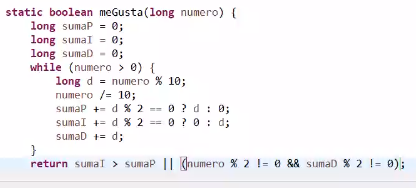 static boolean meGusta(long numero) {
    long sumaP = 0;
    long sumaI = 0;
    long sumaD = 0;
    while (numero > 0) {
        long d = numero % 10;
        numero /= 10;
        sumaP += d % 2 == 0 ? d : 0;
        sumaI += d % 2 == 0 ? 0 : d;
        sumaD += d;
    }
    return sumaI > sumaP || (numero % 2 != 0 && sumaD % 2 != 0);